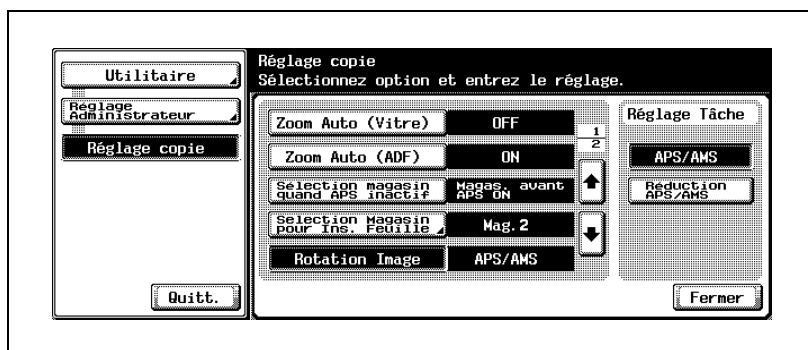 Utilitaire
Réglage
Administrateur
Réglage copie
Quitt.
Réglage copie
Sélectionnez option et entrez le réglage.
Zoom Auto (Vitre) OFF
Zoom Auto (ADF) ON
Sélection magasin
quand APS inactif
Magas. avant
APS ON
Selection Magasin
pour Ins. Feuille
Mag.2
Rotation Image APS/AMS
1
2
Réglage Tâche
APS/AMS
Réduction
APS/AMS
Fermer